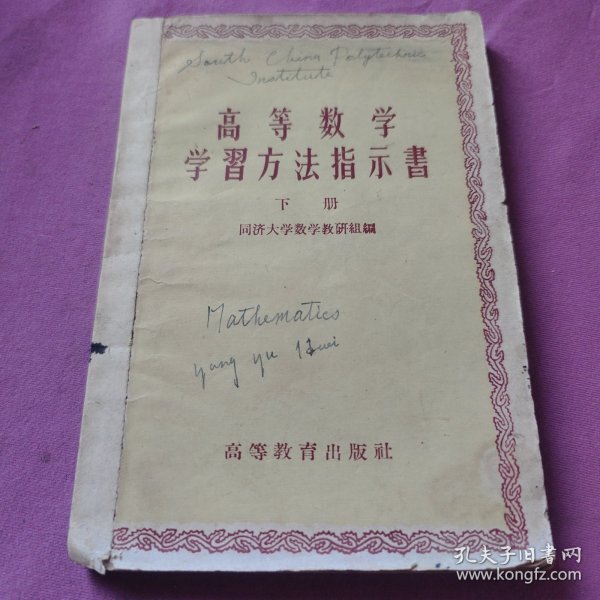 South China Polytechnic
Institute
高等数学
学習方法指示書
下册
同济大学数学教研組編
Mathematics
yang yu
高等教育出版社
孔夫子旧书网
www.kongfz.com